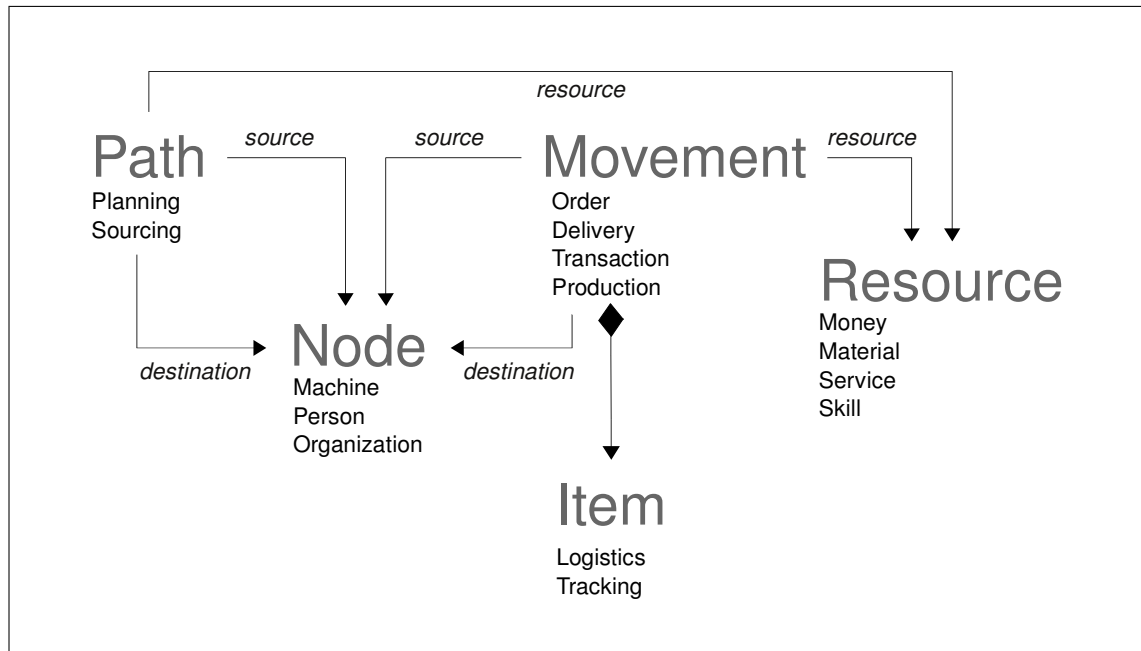 resource
source
source
resource
Path
Movement
Planning
Sourcing
Order
Delivery
Transaction
Production
Resource
Money
Material
Service
Skill
destination
Node
destination
Machine
Person
Organization
Item
Logistics
Tracking